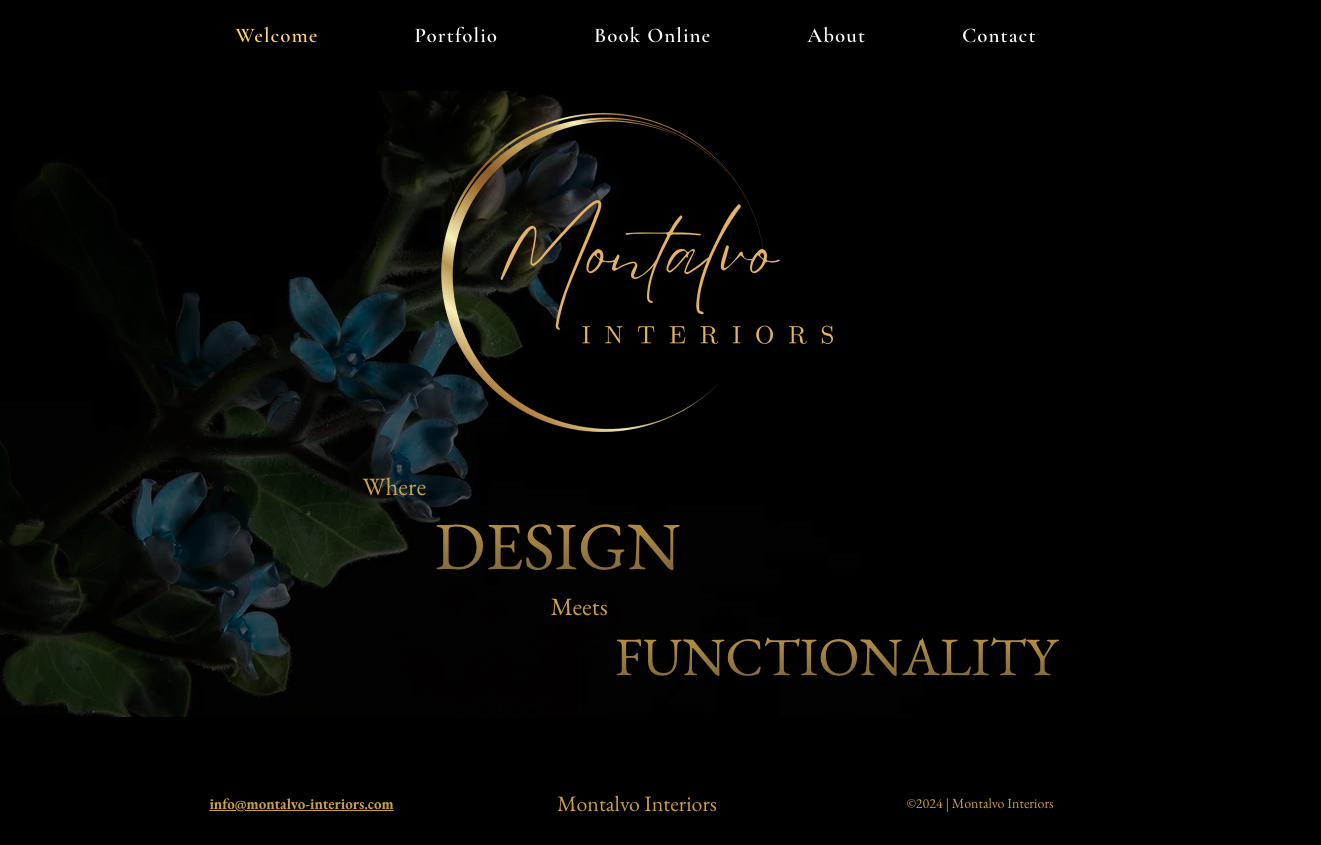 Welcome Portfolio Book Online About Contact
Montalvo
INTERIORS
Where
DESIGN
Meets
FUNCTIONALITY
info@montalvo-interiors.com Montalvo Interiors ©2024 | Montalvo Interiors